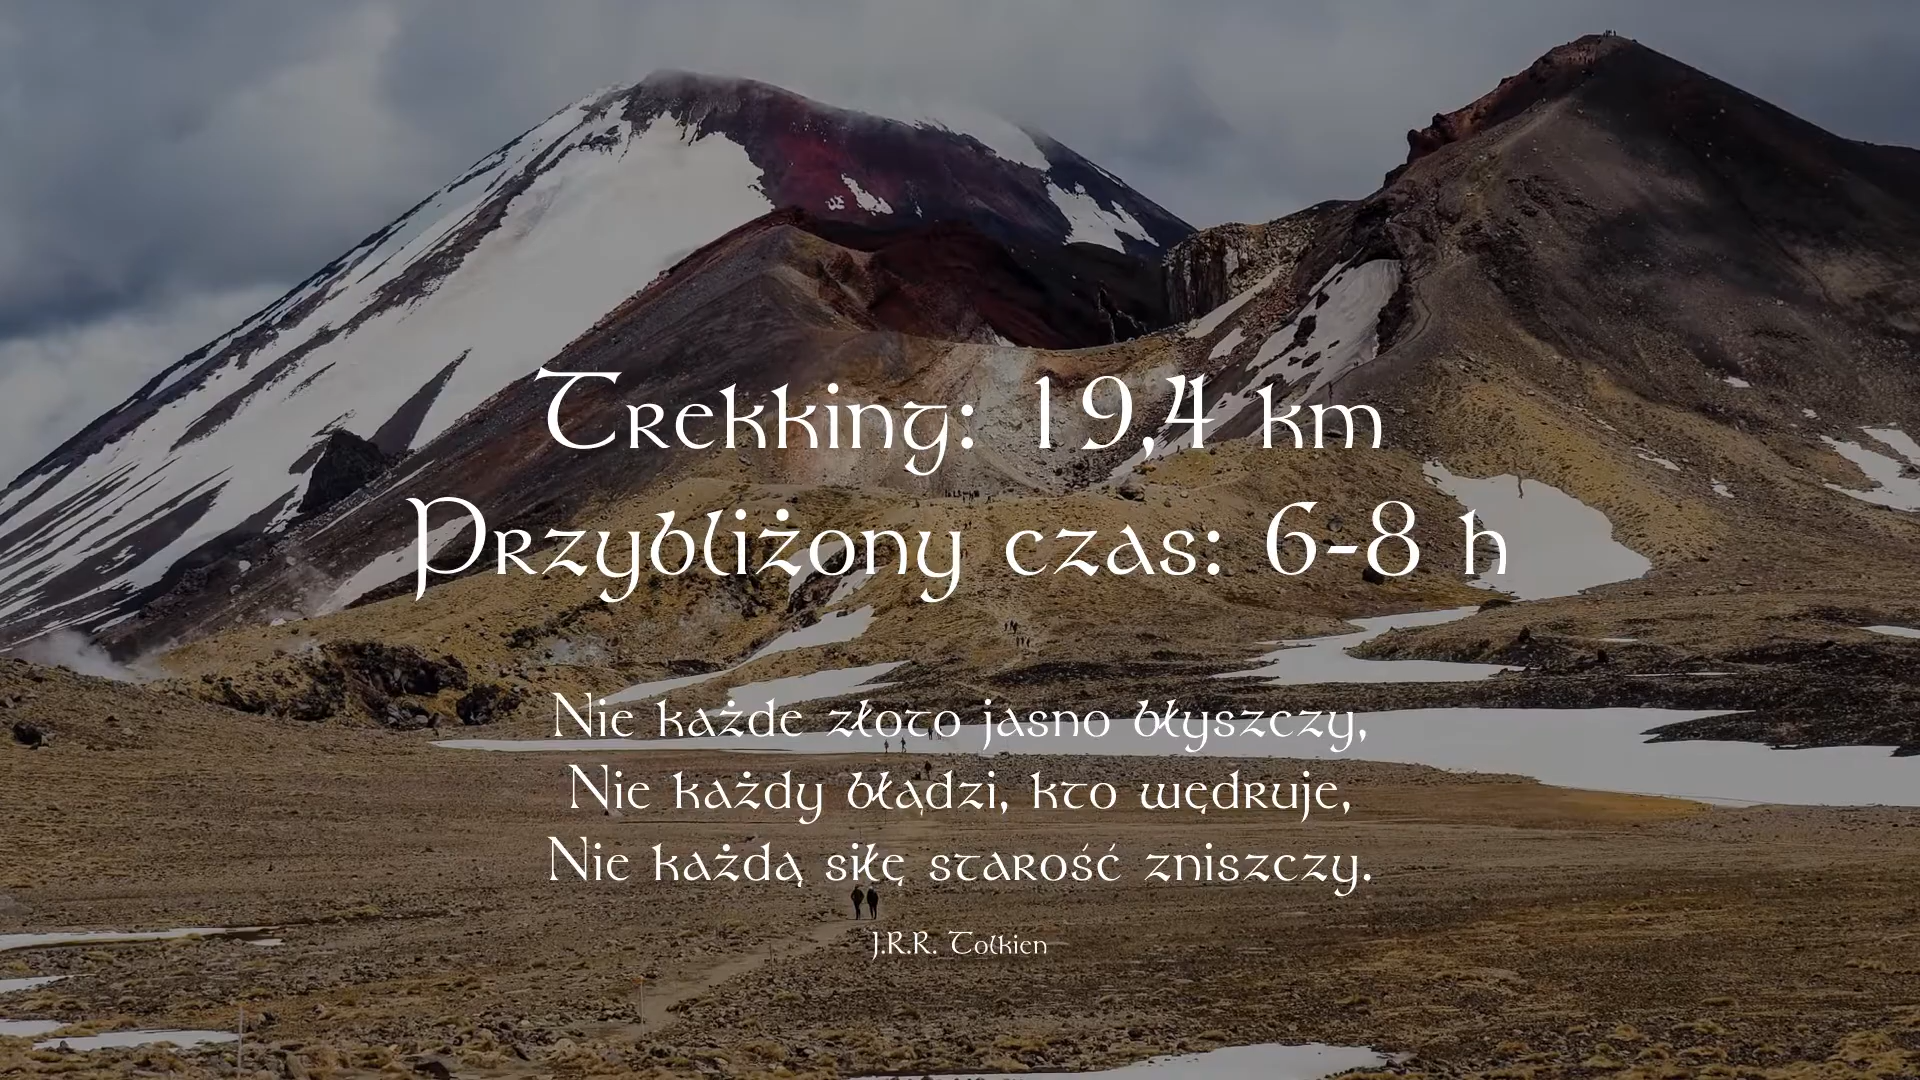 Trekking: 19,4 km
Przybliżony czas: 6-8 h
Nie każde złoto jasno błyszczy,
Nie każdy błądzi, kto wędruje,
Nie każdą siłę starość zniszczy.
J.R.R. Tolkien